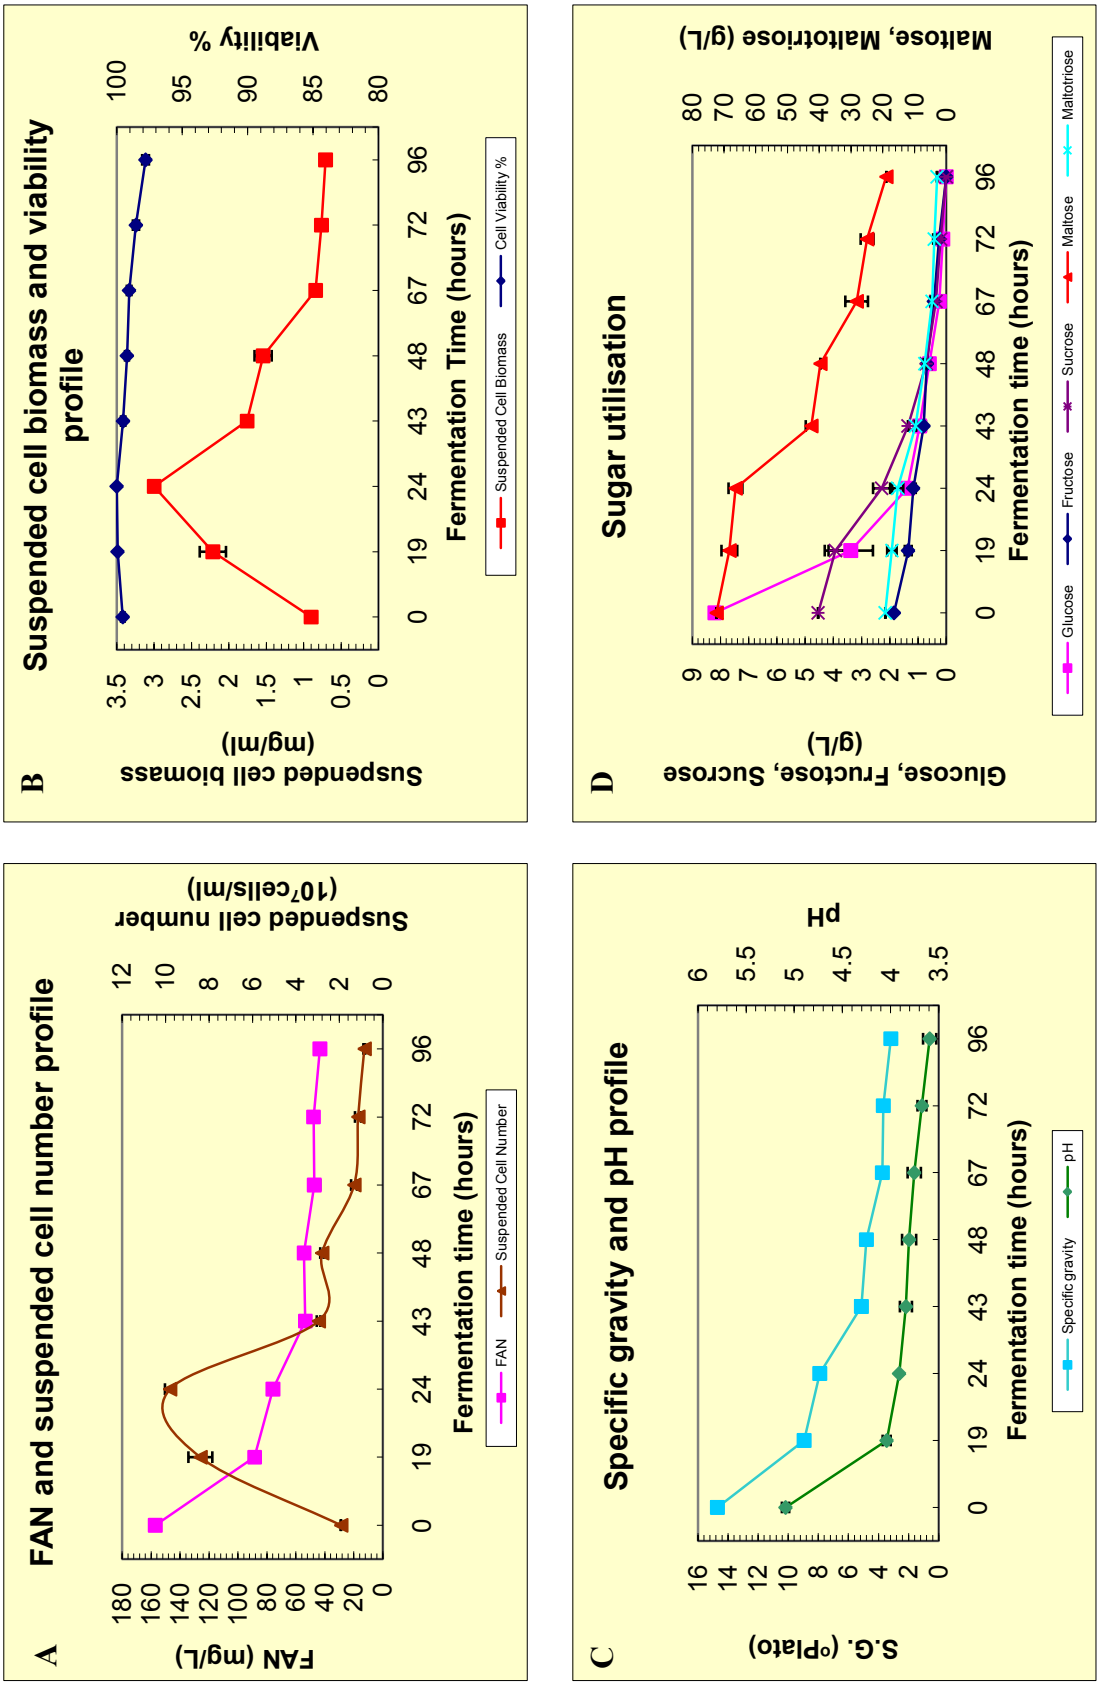 A
FAN and suspended cell number profile
180
160
140
120
100
80
60
40
20
0
FAN (mg/L)
12
10
8
6
4
2
0
Suspended cell number
(10⁷cells/ml)
0 19 24 43 48 67 72 96
Fermentation time (hours)
FAN Suspended Cell Number
B
Suspended cell biomass and viability
profile
3.5
3
2.5
2
1.5
1
0.5
0
Suspended cell biomass
(mg/ml)
100
95
90
85
80
Viability %
0 19 24 43 48 67 72 96
Fermentation Time (hours)
Suspended Cell Biomass Cell Viability %
C
Specific gravity and pH profile
16
14
12
10
8
6
4
2
0
S.G. (ºPlato)
6
5.5
5
4.5
4
3.5
pH
0 19 24 43 48 67 72 96
Fermentation time (hours)
Specific gravity pH
D
Sugar utilisation
9
8
7
6
5
4
3
2
1
0
Glucose, Fructose, Sucrose
(g/L)
80
70
60
50
40
30
20
10
0
Maltose, Maltotriose (g/L)
0 19 24 43 48 67 72 96
Fermentation time (hours)
Glucose Fructose Sucrose Maltose Maltotriose